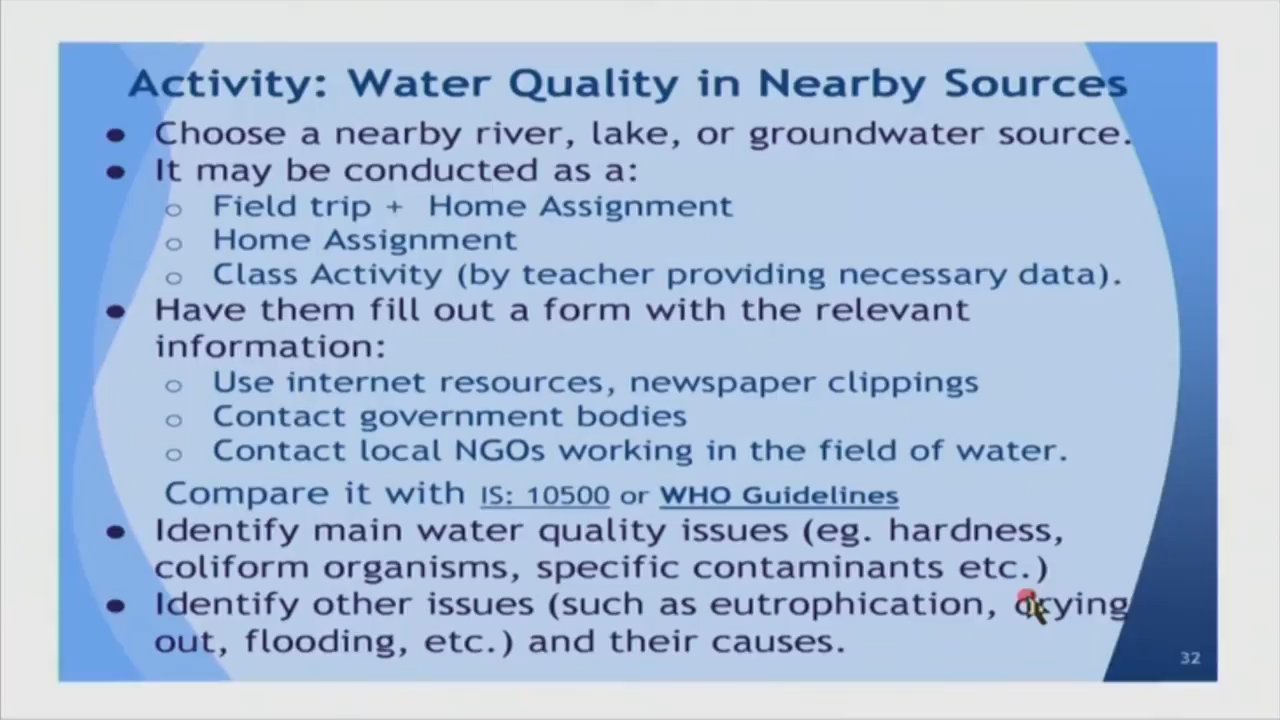 Activity: Water Quality in Nearby Sources
● Choose a nearby river, lake, or groundwater source.
● It may be conducted as a:
o Field trip + Home Assignment
o Home Assignment
o Class Activity (by teacher providing necessary data).
● Have them fill out a form with the relevant
information:
o Use internet resources, newspaper clippings
o Contact government bodies
o Contact local NGOs working in the field of water.
Compare it with IS: 10500 or WHO Guidelines
● Identify main water quality issues (eg. hardness,
coliform organisms, specific contaminants etc.)
● Identify other issues (such as eutrophication, drying
out, flooding, etc.) and their causes.
32